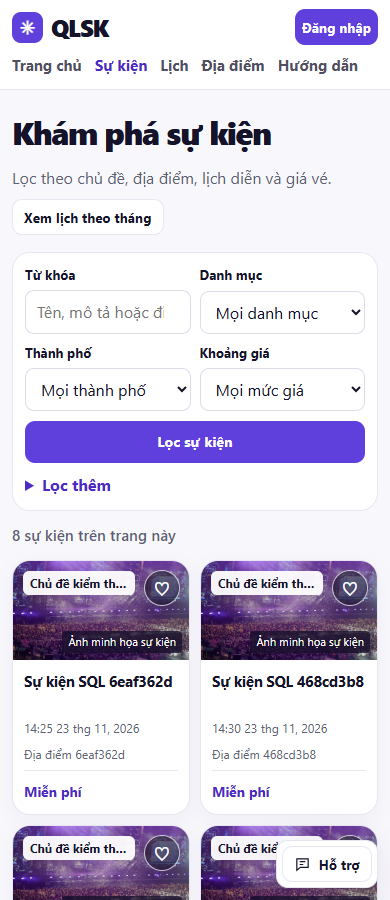 QLSK
Đăng nhập
Trang chủ Sự kiện Lịch Địa điểm Hướng dẫn
Khám phá sự kiện
Lọc theo chủ đề, địa điểm, lịch diễn và giá vé.
Xem lịch theo tháng
Từ khóa Danh mục
Tên, mô tả hoặc đị Mọi danh mục
Thành phố Khoảng giá
Mọi thành phố Mọi mức giá
Lọc sự kiện
Lọc thêm
8 sự kiện trên trang này
Chủ đề kiểm th... Chủ đề kiểm th...
Ảnh minh họa sự kiện Ảnh minh họa sự kiện
Sự kiện SQL 6eaf362d Sự kiện SQL 468cd3b8
14:25 23 thg 11, 2026 14:30 23 thg 11, 2026
Địa điểm 6eaf362d Địa điểm 468cd3b8
Miễn phí Miễn phí
Chủ đề kiểm th... Chủ đề kiể
Hỗ trợ